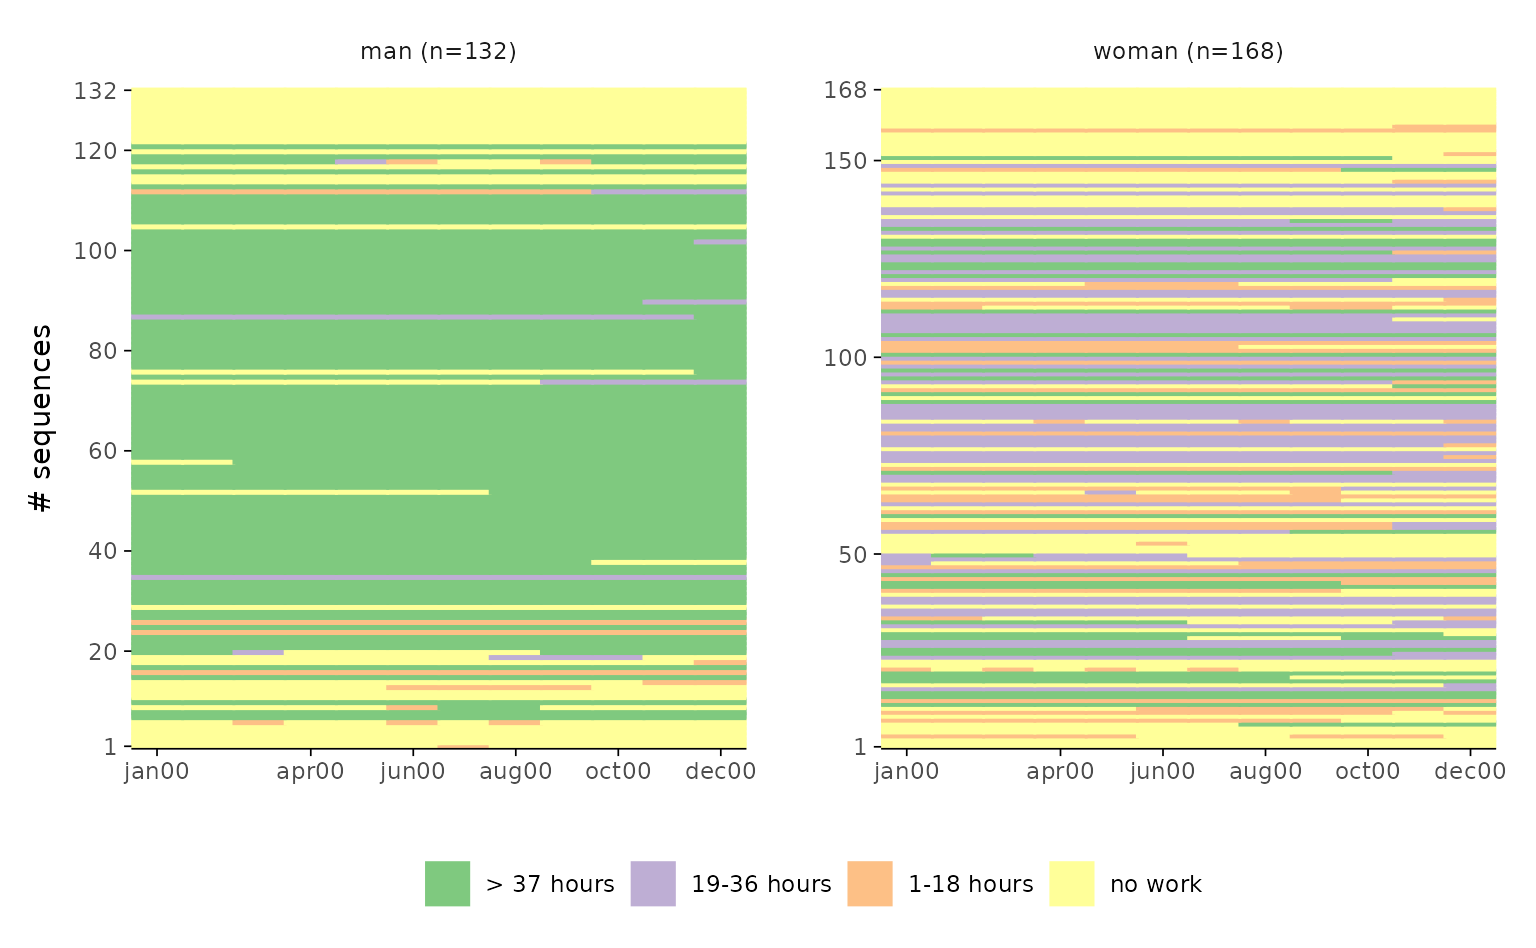 man (n=132)
woman (n=168)
# sequences
132
120
100
80
60
40
20
1
jan00 apr00 jun00 aug00 oct00 dec00
168
150
100
50
1
jan00 apr00 jun00 aug00 oct00 dec00
> 37 hours 19-36 hours 1-18 hours no work